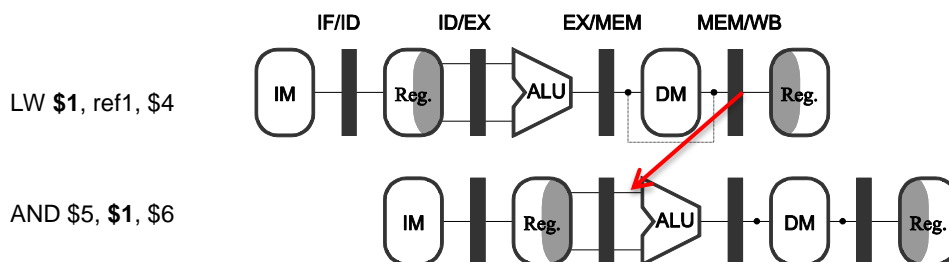 IF/ID ID/EX EX/MEM MEM/WB
LW $1, ref1, $4 IM Reg. ALU DM Reg.
AND $5, $1, $6 IM Reg. ALU DM Reg.